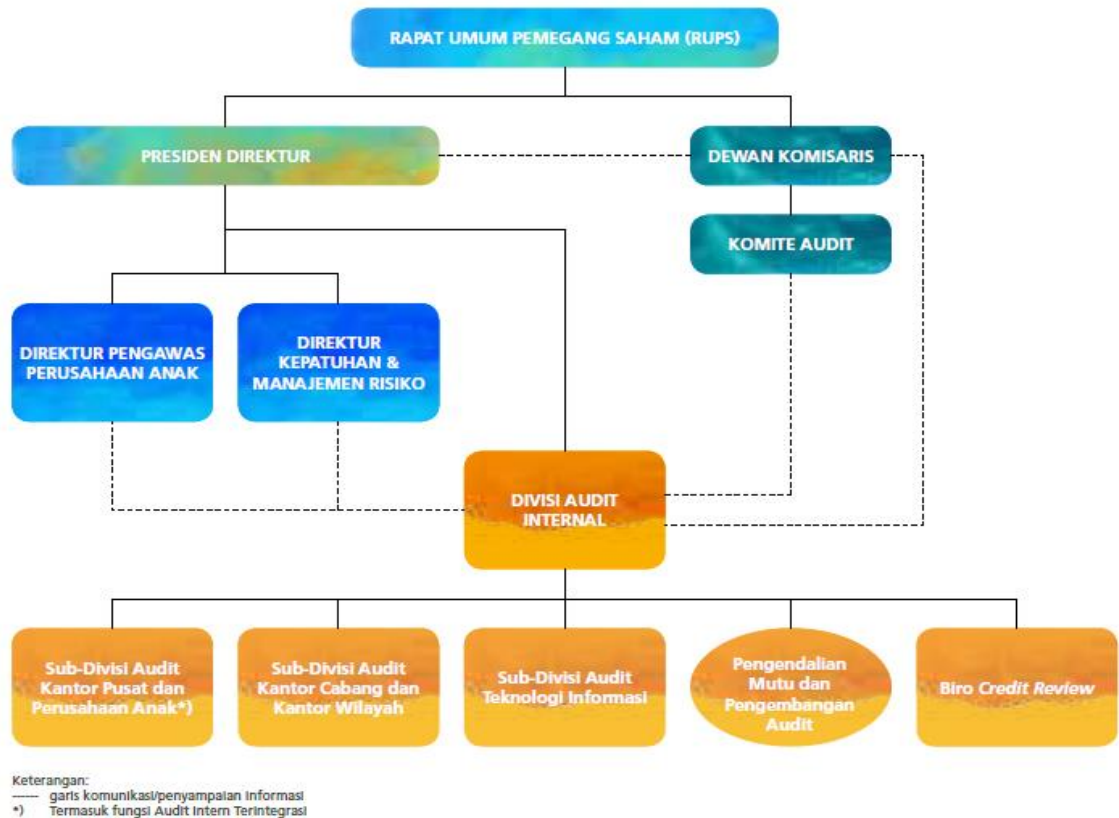 RAPAT UMUM PEMEGANG SAHAM (RUPS)
PRESIDEN DIREKTUR
DEWAN KOMISARIS
KOMITE AUDIT
DIREKTUR PENGAWAS
PERUSAHAAN ANAK
DIREKTUR
KEPATUHAN &
MANAJEMEN RISIKO
DIVISI AUDIT
INTERNAL
Sub-Divisi Audit
Kantor Pusat dan
Perusahaan Anak*)
Sub-Divisi Audit
Kantor Cabang dan
Kantor Wilayah
Sub-Divisi Audit
Teknologi Informasi
Pengendalian
Mutu dan
Pengembangan
Audit
Biro Credit Review
Keterangan:
------ garis komunikasi/penyampaian informasi
*) Termasuk fungsi Audit Intern Terintegrasi